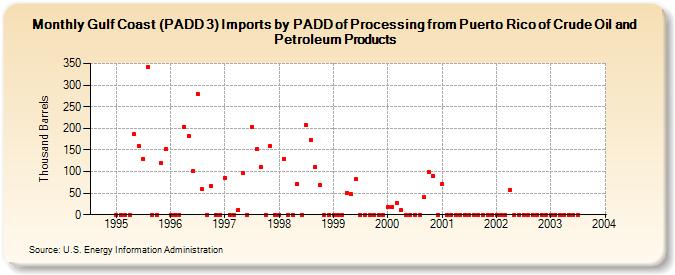 Monthly Gulf Coast (PADD 3) Imports by PADD of Processing from Puerto Rico of Crude Oil and
Petroleum Products
Thousand Barrels
350
300
250
200
150
100
50
0
1995 1996 1997 1998 1999 2000 2001 2002 2003 2004
Source: U.S. Energy Information Administration